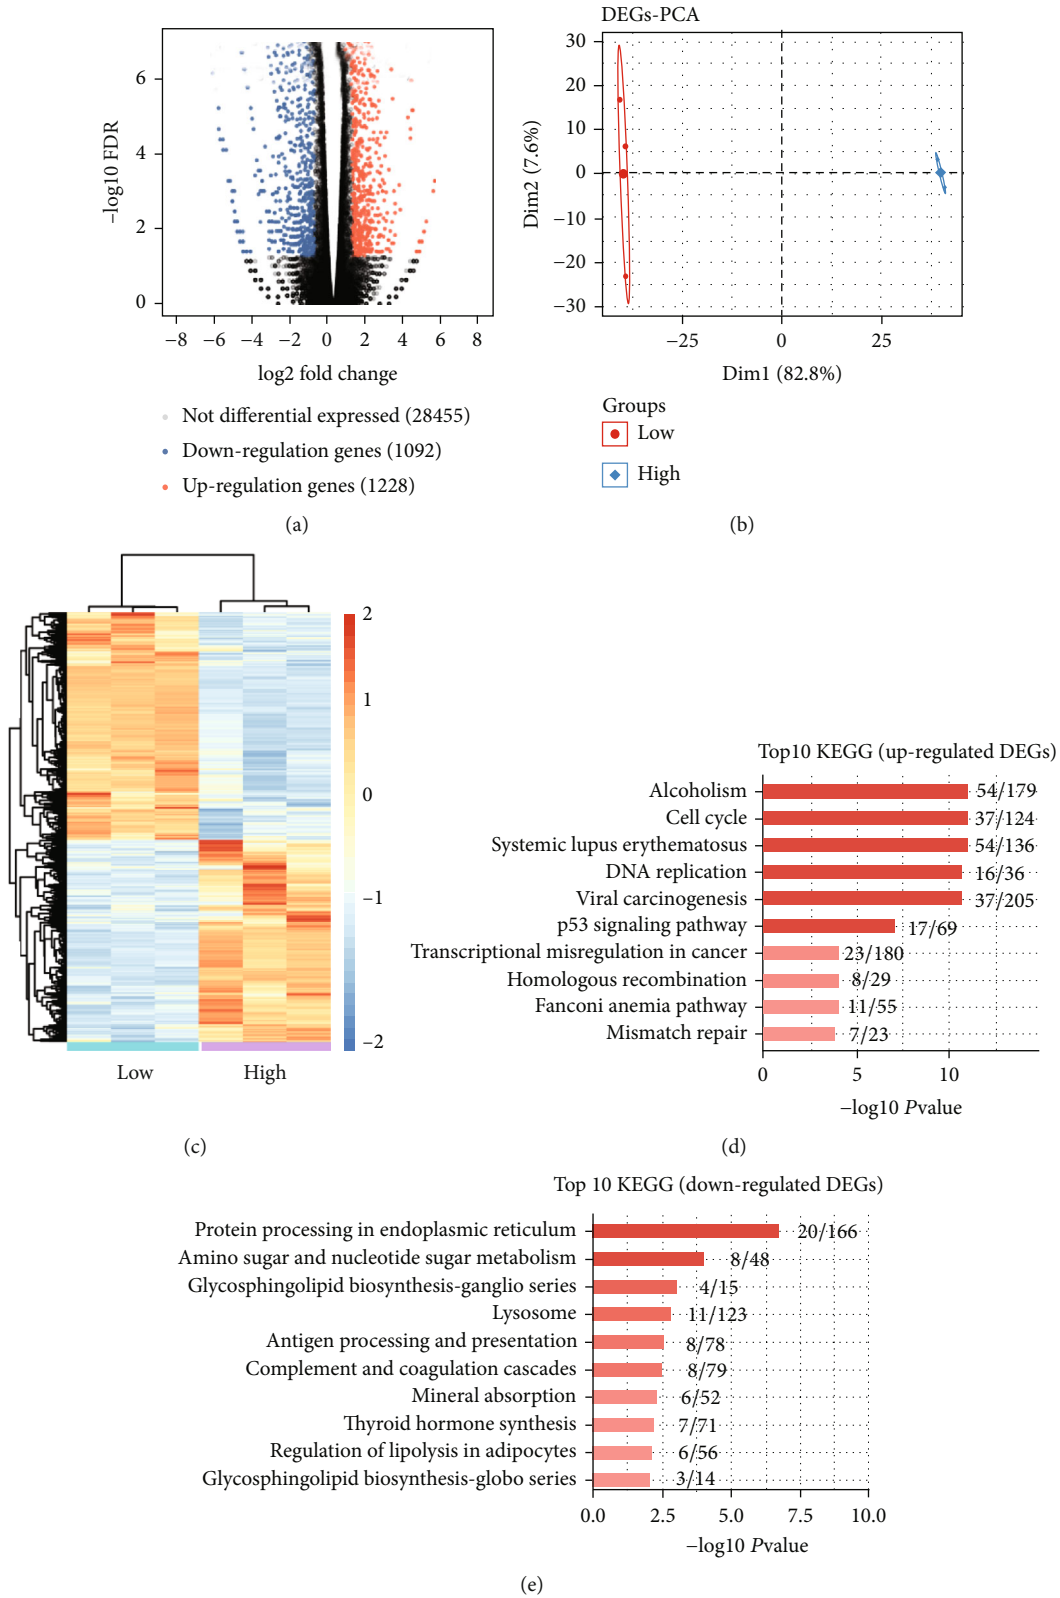 −log10 FDR
6
4
2
0
−8 −6 −4 −2 0 2 4 6 8
log2 fold change
Not differential expressed (28455)
Down-regulation genes (1092)
Up-regulation genes (1228)
(a)
DEGs-PCA
Dim2 (7.6%)
30
20
10
0
−10
−20
−30
−25 0 25
Dim1 (82.8%)
Groups
Low
High
(b)
2
1
0
−1
−2
Low High
(c)
Top10 KEGG (up-regulated DEGs)
Alcoholism 54/179
Cell cycle 37/124
Systemic lupus erythematosus 54/136
DNA replication 16/36
Viral carcinogenesis 37/205
p53 signaling pathway 17/69
Transcriptional misregulation in cancer 23/180
Homologous recombination 8/29
Fanconi anemia pathway 11/55
Mismatch repair 7/23
0 5 10
−log10 Pvalue
(d)
Top 10 KEGG (down-regulated DEGs)
Protein processing in endoplasmic reticulum 20/166
Amino sugar and nucleotide sugar metabolism 8/48
Glycosphingolipid biosynthesis-ganglio series 4/15
Lysosome 11/123
Antigen processing and presentation 8/78
Complement and coagulation cascades 8/79
Mineral absorption 6/52
Thyroid hormone synthesis 7/71
Regulation of lipolysis in adipocytes 6/56
Glycosphingolipid biosynthesis-globo series 3/14
0.0 2.5 5.0 7.5 10.0
−log10 Pvalue
(e)